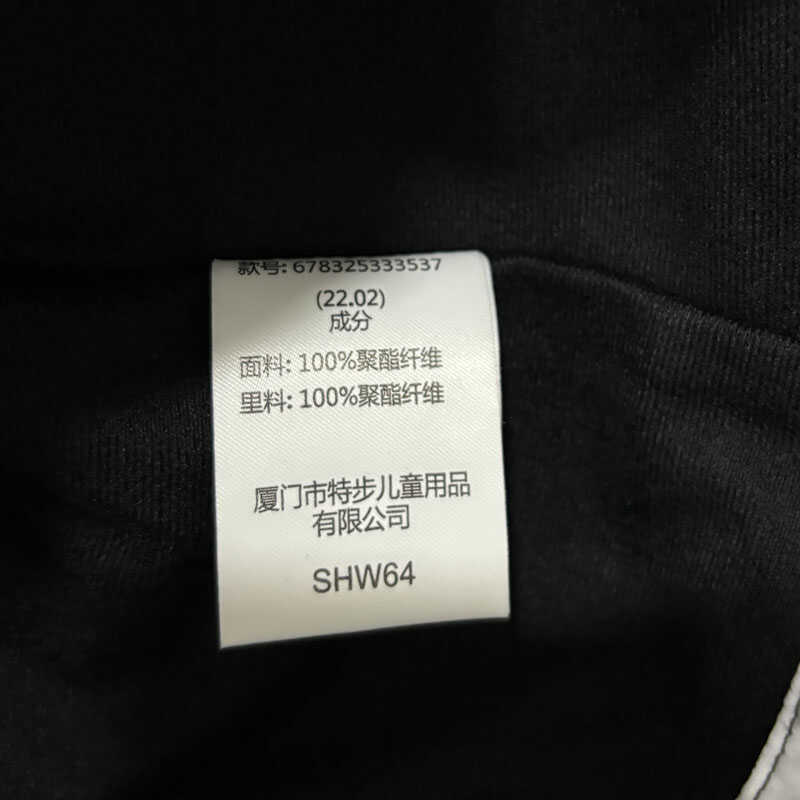 款号: 678325333537
(22.02)
成分
面料: 100%聚酯纤维
里料: 100%聚酯纤维
厦门市特步儿童用品
有限公司
SHW64